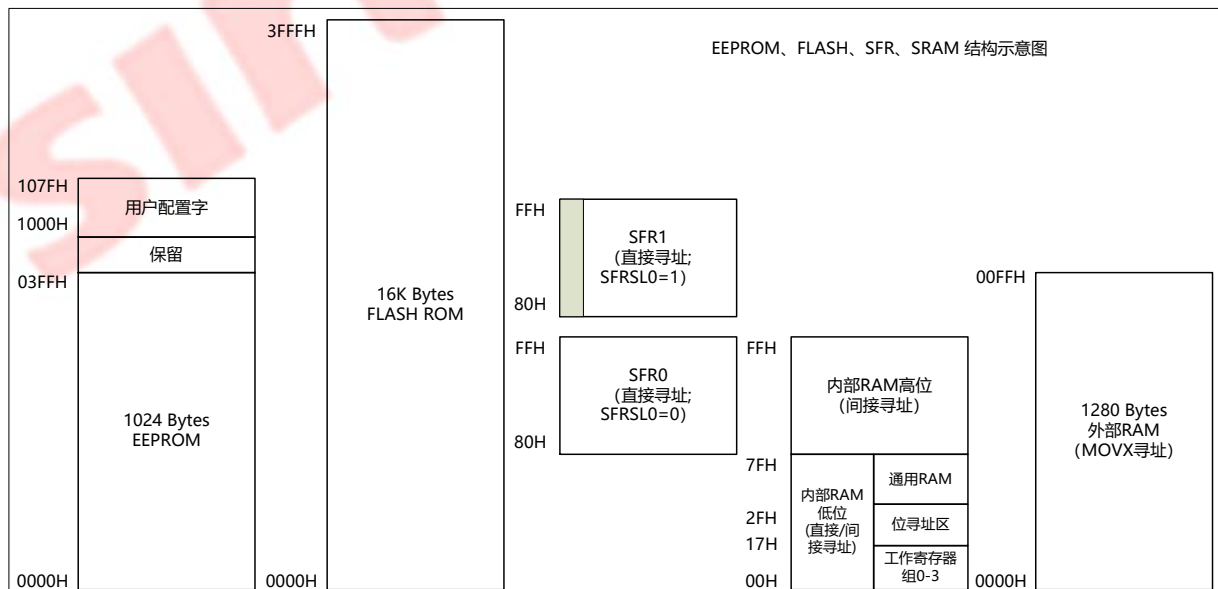 EEPROM、FLASH、SFR、SRAM 结构示意图
107FH
用户配置字
1000H
保留
03FFH
1024 Bytes
EEPROM
0000H
3FFFH
16K Bytes
FLASH ROM
0000H
FFH
SFR1
(直接寻址;
SFRSL0=1)
80H
FFH
SFR0
(直接寻址;
SFRSL0=0)
80H
FFH
内部RAM高位
(间接寻址)
7FH
内部RAM
低位
(直接/间
接寻址)
通用RAM
2FH
位寻址区
17H
工作寄存器
组0-3
00H
00FFH
1280 Bytes
外部RAM
(MOVX寻址)
0000H